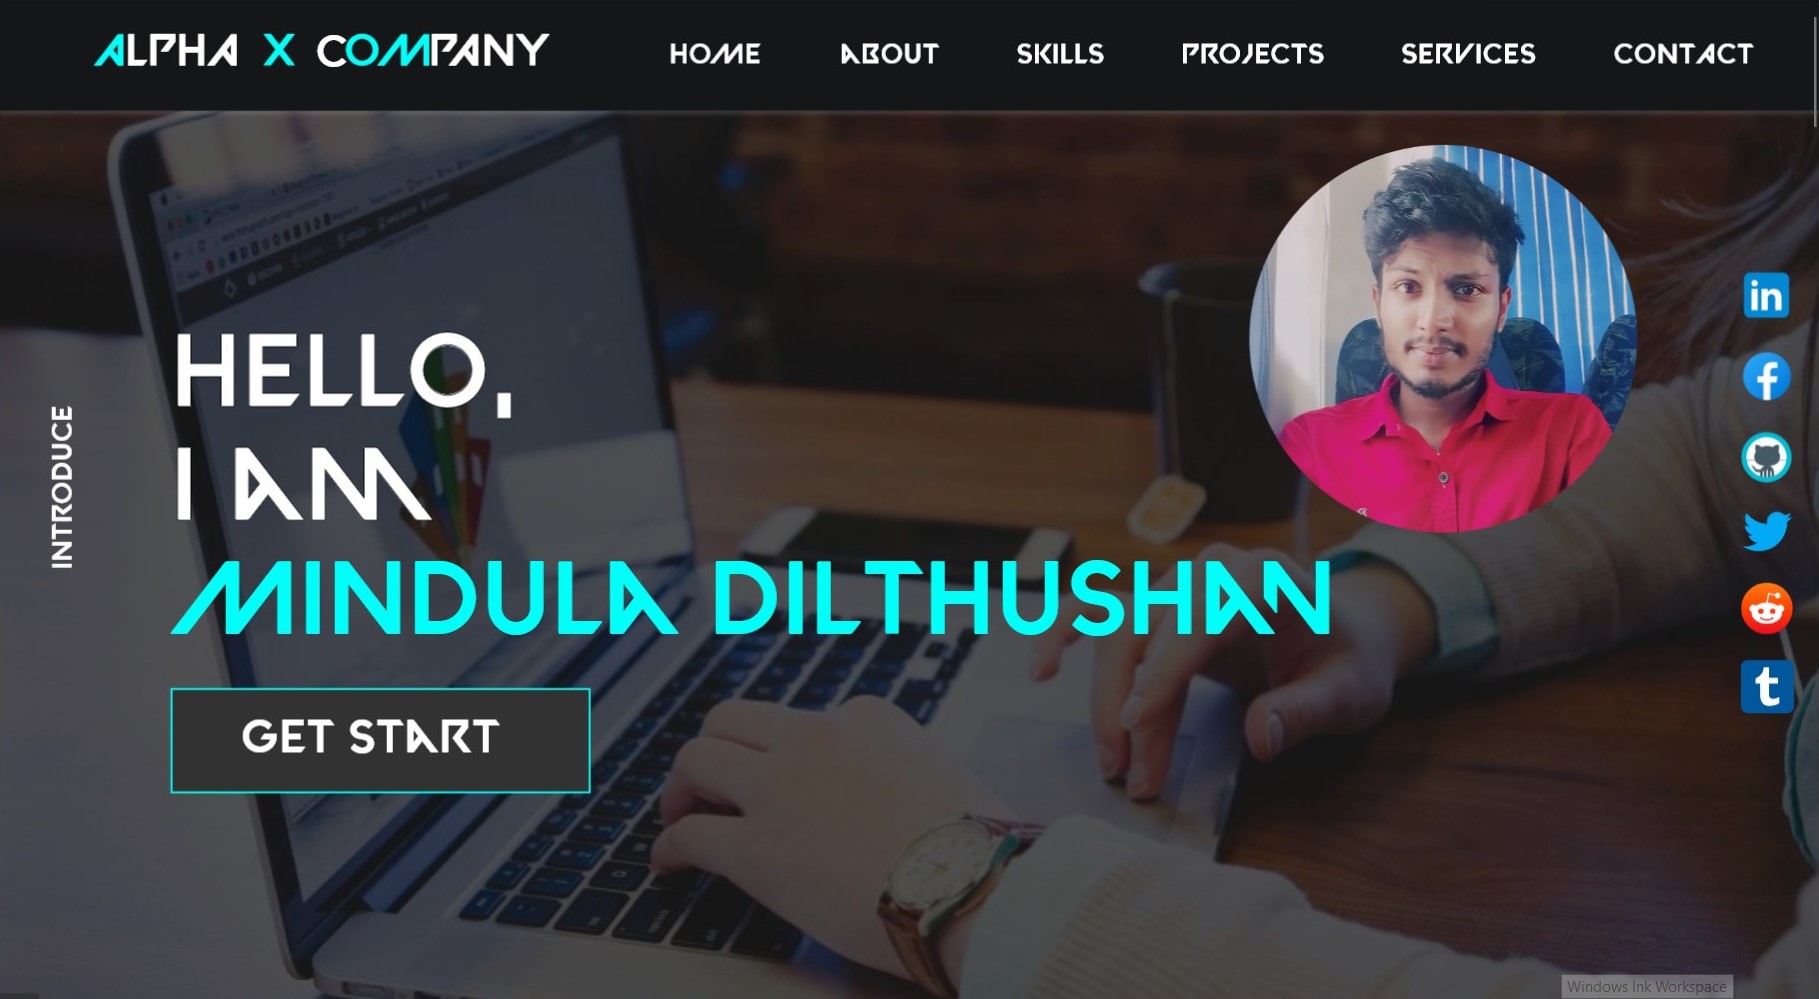 ALPHA X COMPANY
HOME
ABOUT
SKILLS
PROJECTS
SERVICES
CONTACT
INTRODUCE
HELLO,
I AM
MINDULA DILTHUSHAN
GET START
in
f
t
Windows Ink Workspace